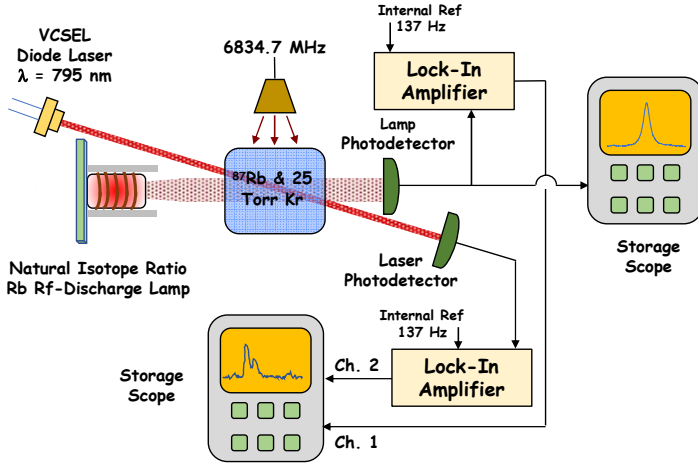 VCSEL
Diode Laser
λ = 795 nm
6834.7 MHz
Internal Ref
137 Hz
Lock-In
Amplifier
Lamp
Photodetector
⁸⁷Rb & 25
Torr Kr
Laser
Photodetector
Storage
Scope
Natural Isotope Ratio
Rb Rf-Discharge Lamp
Internal Ref
137 Hz
Storage
Scope
Ch. 2
Lock-In
Amplifier
Ch. 1